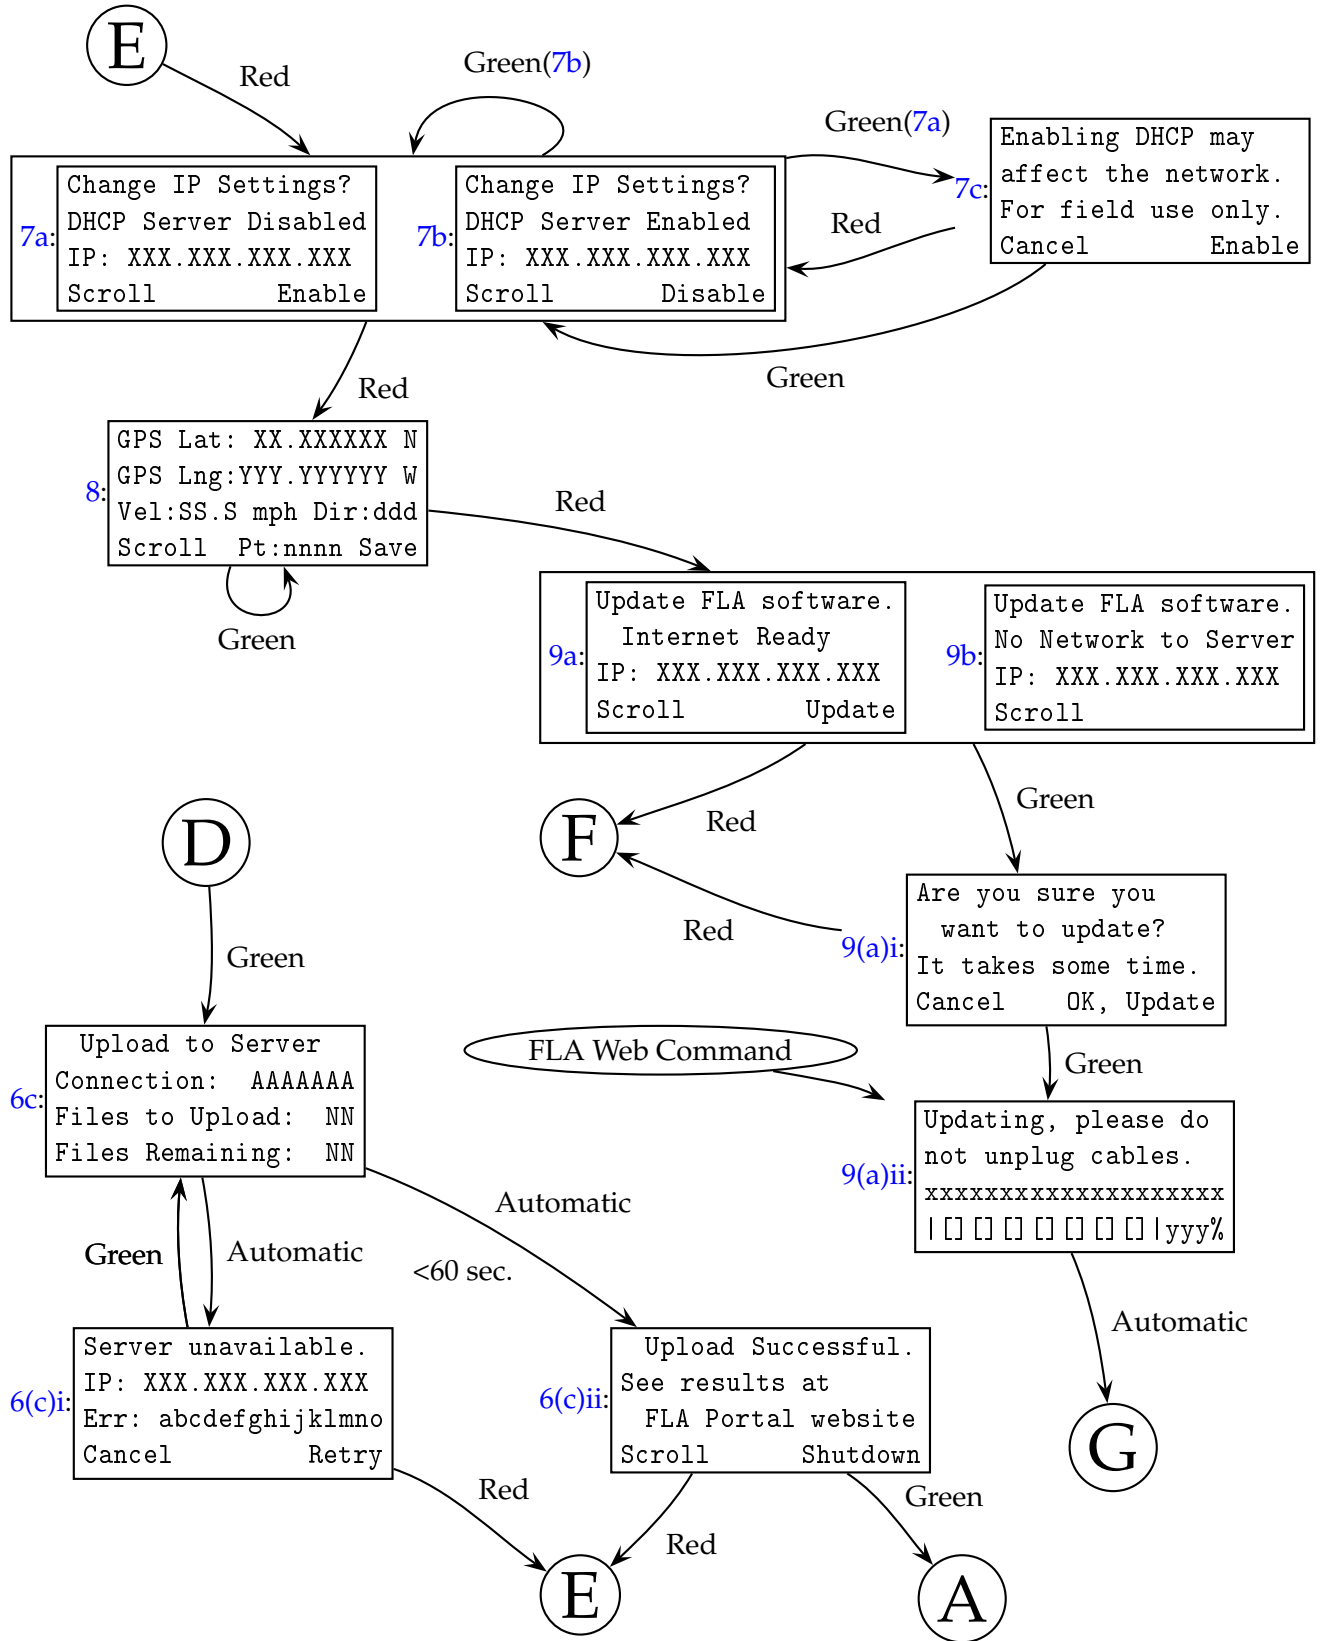 E
Red
Green(7b)
Green(7a)
7a:
Change IP Settings?
DHCP Server Disabled
IP: XXX.XXX.XXX.XXX
Scroll Enable
7b:
Change IP Settings?
DHCP Server Enabled
IP: XXX.XXX.XXX.XXX
Scroll Disable
7c:
Enabling DHCP may
affect the network.
For field use only.
Cancel Enable
Red
Green
Red
8:
GPS Lat: XX.XXXXXX N
GPS Lng:YYY.YYYYYY W
Vel:SS.S mph Dir:ddd
Scroll Pt:nnnn Save
Red
Green
9a:
Update FLA software.
Internet Ready
IP: XXX.XXX.XXX.XXX
Scroll Update
9b:
Update FLA software.
No Network to Server
IP: XXX.XXX.XXX.XXX
Scroll
Red
Green
F
D
Green
Red
9(a)i:
Are you sure you
want to update?
It takes some time.
Cancel OK, Update
FLA Web Command
Green
6c:
Upload to Server
Connection: AAAAAAA
Files to Upload: NN
Files Remaining: NN
9(a)ii:
Updating, please do
not unplug cables.
xxxxxxxxxxxxxxxxxxxx
|[][][][][][][]|yyy%
Green
Automatic
Automatic
<60 sec.
Automatic
6(c)i:
Server unavailable.
IP: XXX.XXX.XXX.XXX
Err: abcdefghijklmno
Cancel Retry
6(c)ii:
Upload Successful.
See results at
FLA Portal website
Scroll Shutdown
G
Red
Red
Green
E
A